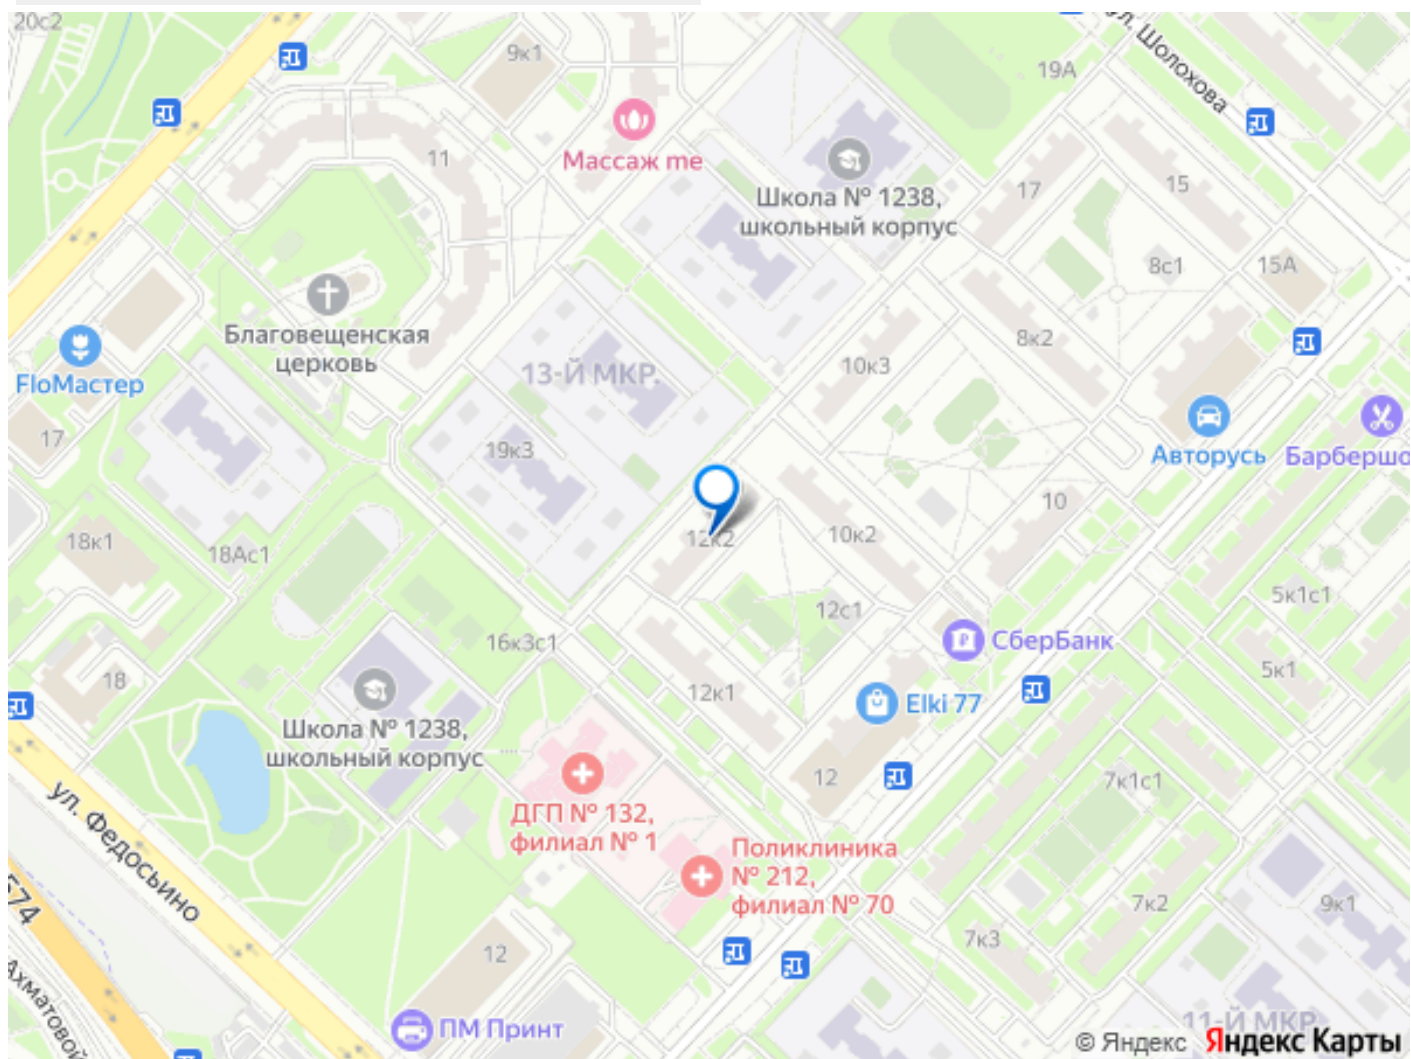 20с2
9к1
ул. Шолохова
19А
11
Массаж me
Школа № 1238,
школьный корпус
17
15
8с1
15А
Благовещенская
церковь
8к2
FloМастер
13-Й МКР.
10к3
17
19к3
Авторусь
Барбершо
10
18к1
18Ас1
12к2
10к2
5к1с1
12с1
СберБанк
16к3с1
5к1
18
12к1
Elki 77
Школа № 1238,
школьный корпус
12
7к1с1
ул. Федосьино
ДГП № 132,
филиал № 1
Поликлиника
№ 212,
филиал № 70
574
7к2
9к1
7к3
12
Ахматовой
ПМ Принт
11-Й МКР.
© Яндекс Яндекс Карты